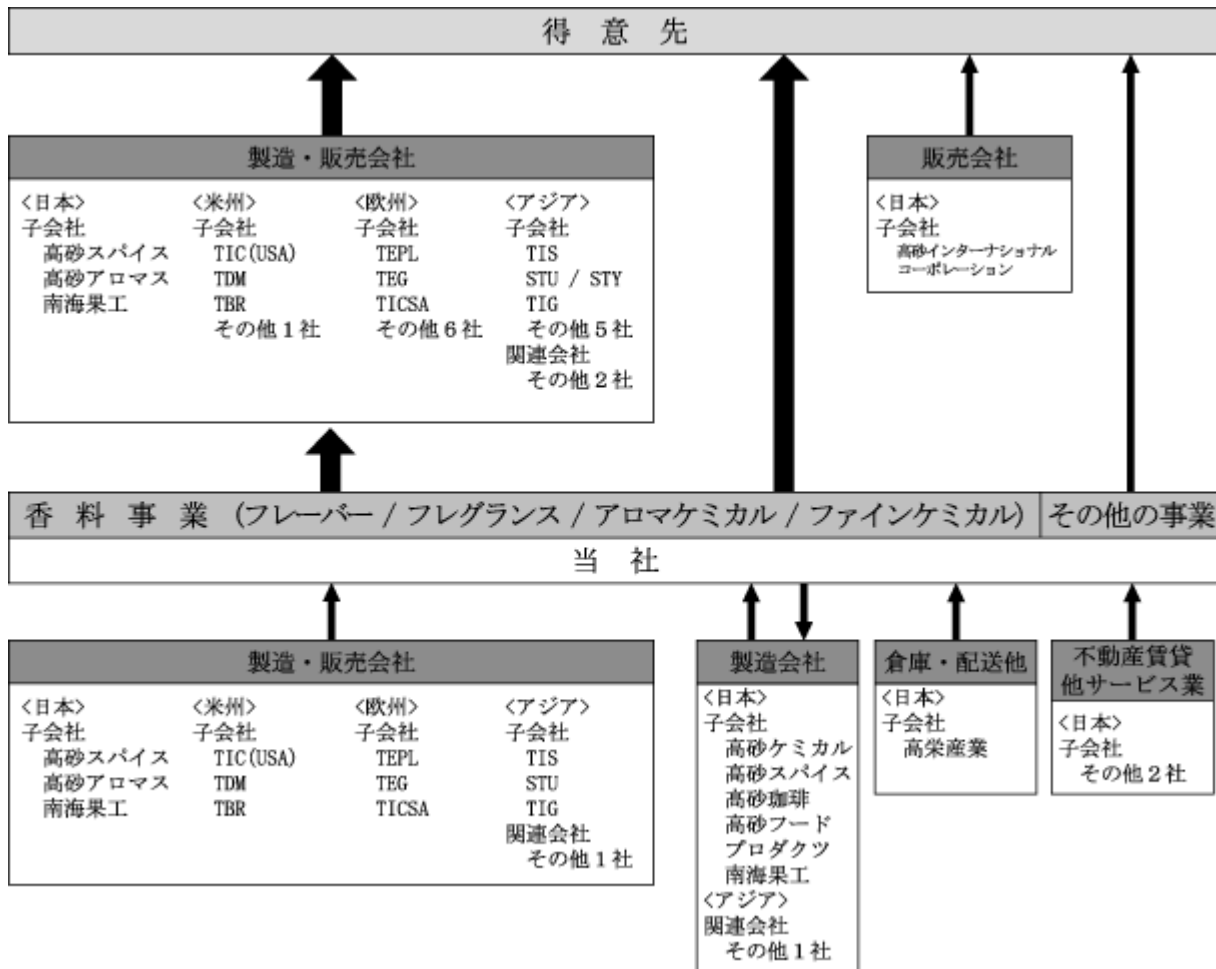 得意先
製造・販売会社
〈日本〉
子会社
高砂スパイス
高砂アロマス
南海果工
〈米州〉
子会社
TIC(USA)
TDM
TBR
その他1社
〈欧州〉
子会社
TEPL
TEG
TICSA
その他6社
〈アジア〉
子会社
TIS
STU / STY
TIG
その他5社
関連会社
その他2社
販売会社
〈日本〉
子会社
高砂インターナショナル
コーポレーション
香料事業 (フレーバー / フレグランス / アロマケミカル / ファインケミカル)
その他の事業
当社
製造・販売会社
〈日本〉
子会社
高砂スパイス
高砂アロマス
南海果工
〈米州〉
子会社
TIC(USA)
TDM
TBR
〈欧州〉
子会社
TEPL
TEG
TICSA
〈アジア〉
子会社
TIS
STU
TIG
関連会社
その他1社
製造会社
〈日本〉
子会社
高砂ケミカル
高砂スパイス
高砂珈琲
高砂フード
プロダクツ
南海果工
〈アジア〉
関連会社
その他1社
倉庫・配送他
〈日本〉
子会社
高栄産業
不動産賃貸
他サービス業
〈日本〉
子会社
その他2社